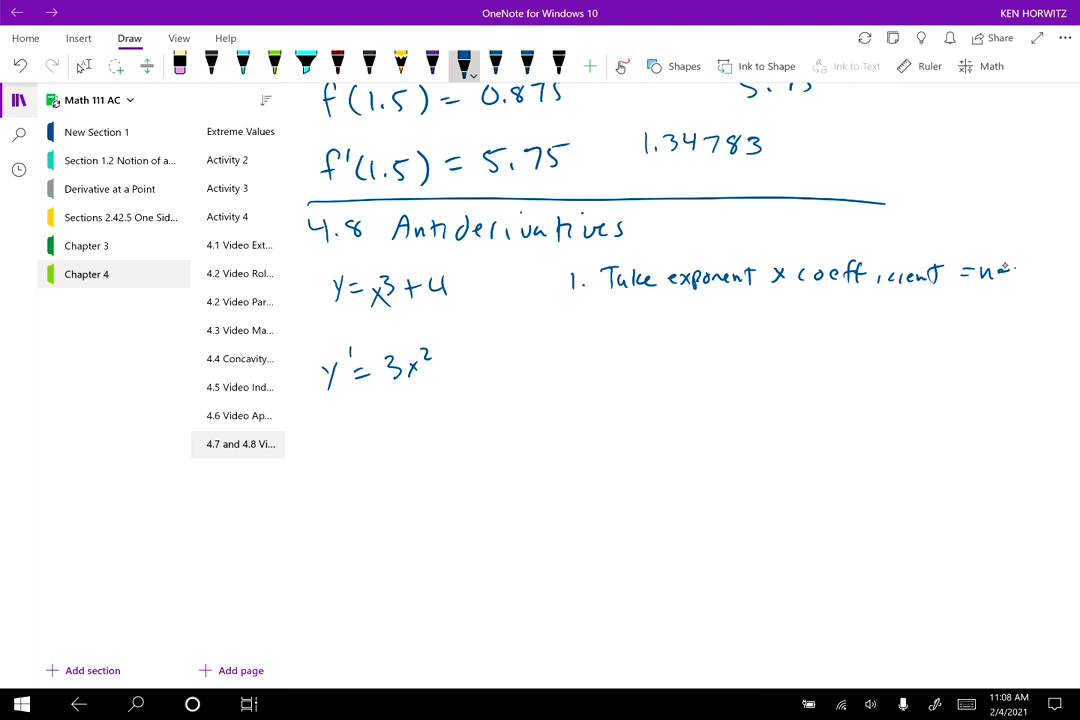 OneNote for Windows 10
KEN HORWITZ
Home Insert Draw View Help
Share
Shapes Ink to Shape Ink to Text Ruler Math
Math 111 AC
New Section 1
Section 1.2 Notion of a...
Derivative at a Point
Sections 2.42.5 One Sid...
Chapter 3
Chapter 4
Add section
Extreme Values
Activity 2
Activity 3
Activity 4
4.1 Video Ext...
4.2 Video Rol...
4.2 Video Par...
4.3 Video Ma...
4.4 Concavity...
4.5 Video Ind...
4.6 Video Ap...
4.7 and 4.8 Vi...
Add page
f(1.5) = 0.875
f'(1.5) = 5.75
1.34783
4.8 Antiderivatives
y = x³ + 4
1. Take exponent x coefficient =
y' = 3x²
11:08 AM
2/4/2021